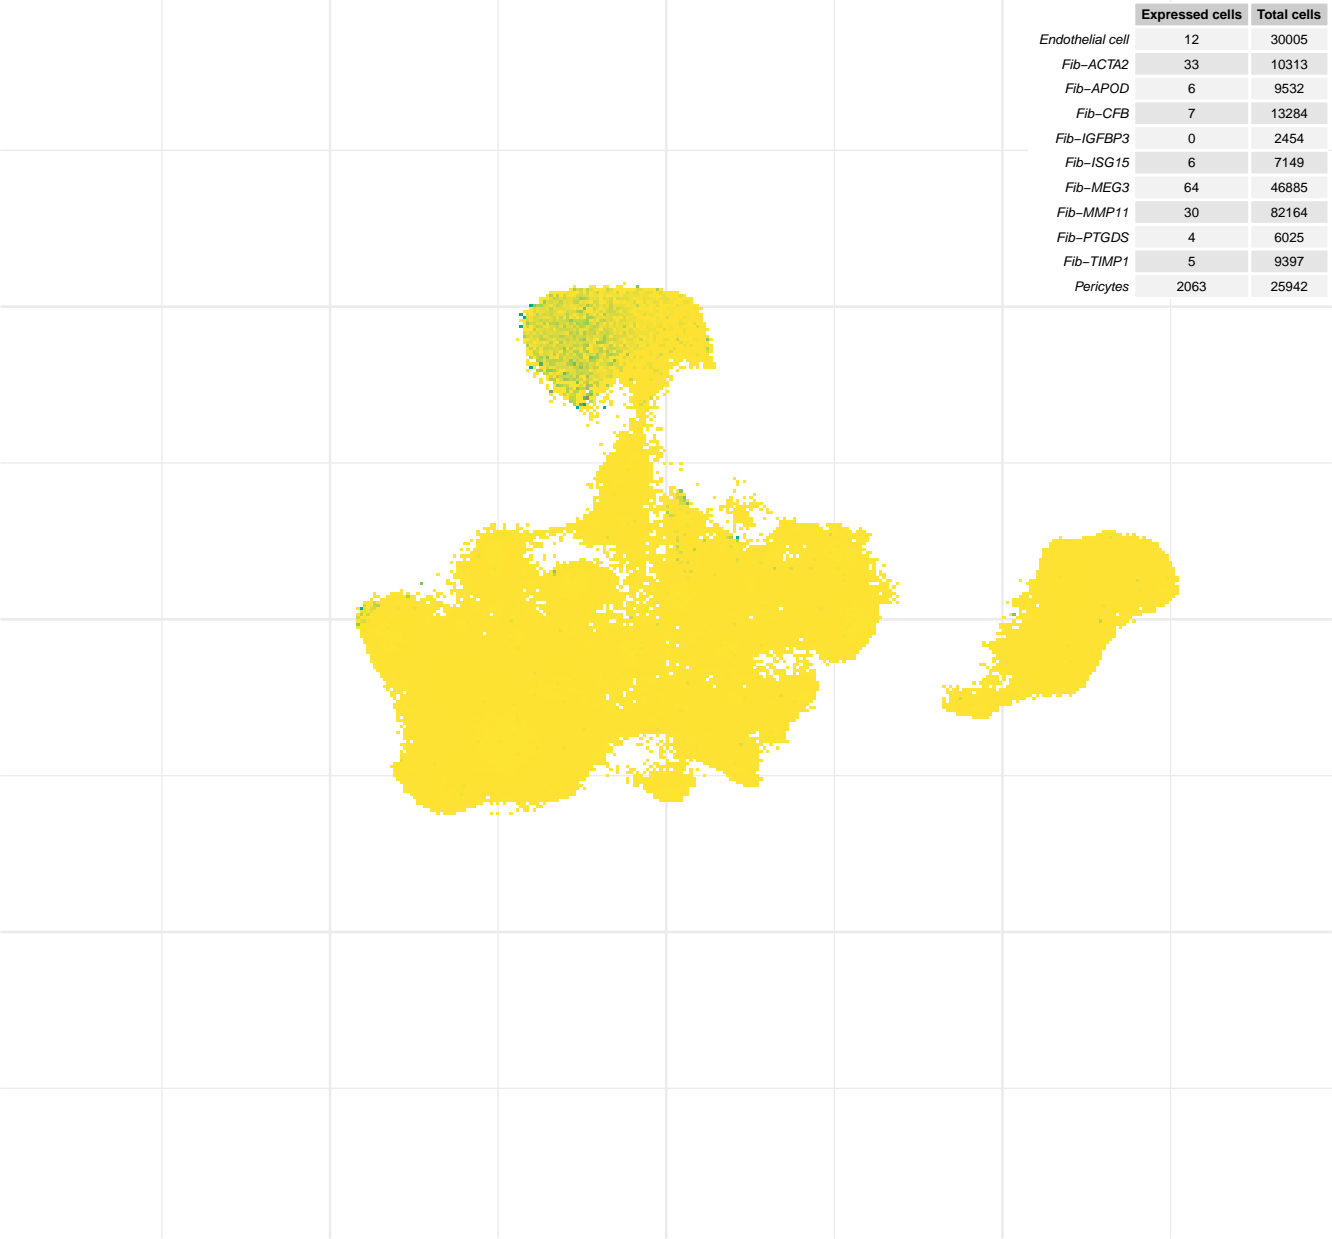 Expressed cells Total cells
Endothelial cell 12 30005
Fib−ACTA2 33 10313
Fib−APOD 6 9532
Fib−CFB 7 13284
Fib−IGFBP3 0 2454
Fib−ISG15 6 7149
Fib−MEG3 64 46885
Fib−MMP11 30 82164
Fib−PTGDS 4 6025
Fib−TIMP1 5 9397
Pericytes 2063 25942